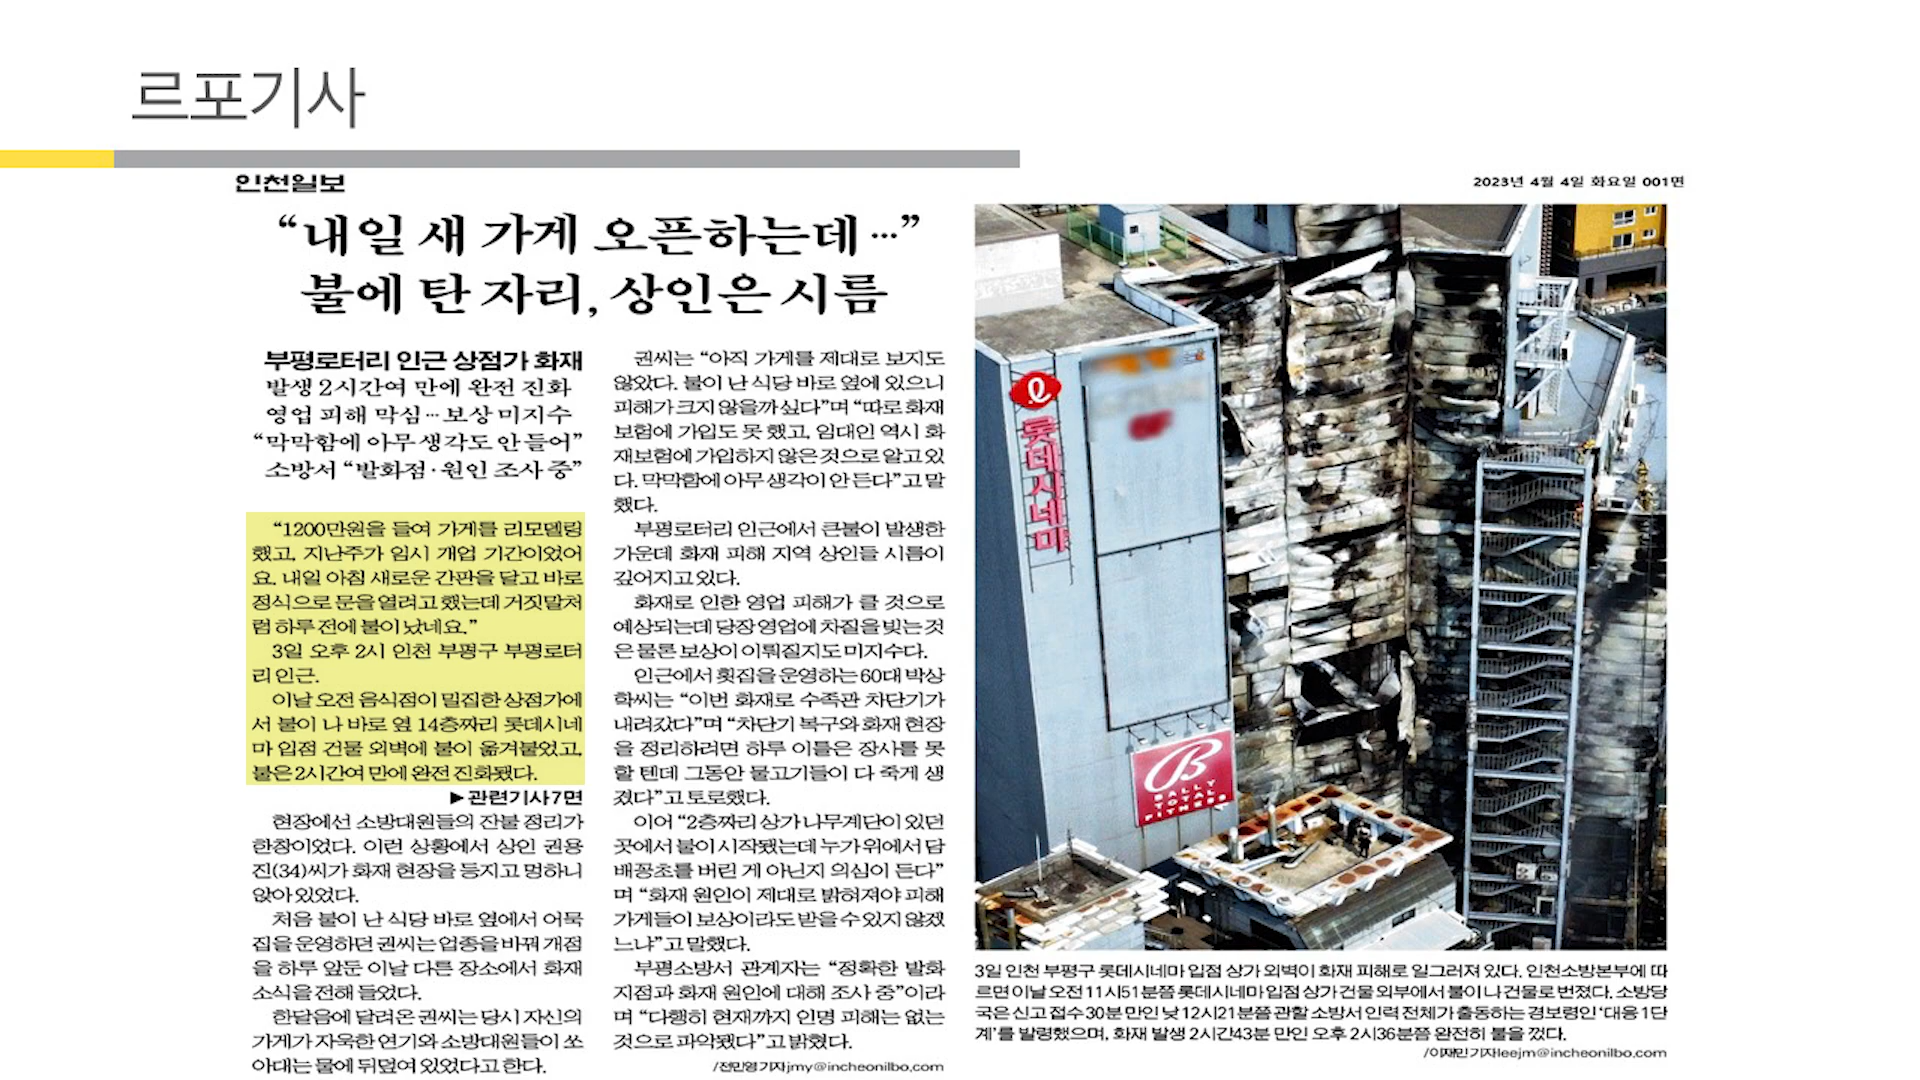 르포기사
인천일보
2023년 4월 4일 화요일 001면
“내일 새 가게 오픈하는데…”
불에 탄 자리, 상인은 시름
부평로터리 인근 상점가 화재
발생 2시간여 만에 완전 진화
영업 피해 막심…보상 미지수
“막막함에 아무 생각도 안 들어”
소방서 “발화점·원인 조사 중”
“1200만원을 들여 가게를 리모델링
했고, 지난주가 임시 개업 기간이었어
요. 내일 아침 새로운 간판을 달고 바로
정식으로 문을 열려고 했는데 거짓말처
럼 하루 전에 불이 났네요.”
3일 오후 2시 인천 부평구 부평로터
리 인근.
이날 오전 음식점이 밀집한 상점가에
서 불이 나 바로 옆 14층짜리 롯데시네
마 입점 건물 외벽에 불이 옮겨붙었고,
불은 2시간여 만에 완전 진화됐다.
▶관련기사 7면
현장에선 소방대원들의 잔불 정리가
한창이었다. 이런 상황에서 상인 권용
진(34)씨가 화재 현장을 등지고 멍하니
앉아 있었다.
처음 불이 난 식당 바로 옆에서 어묵
집을 운영하던 권씨는 업종을 바꿔 개점
을 하루 앞둔 이날 다른 장소에서 화재
소식을 전해 들었다.
한달음에 달려온 권씨는 당시 자신의
가게가 자욱한 연기와 소방대원들이 쏘
아대는 물에 뒤덮여 있었다고 한다.
권씨는 “아직 가게를 제대로 보지도
않았다. 불이 난 식당 바로 옆에 있으니
피해가 크지 않을까 싶다”며 “따로 화재
보험에 가입도 못 했고, 임대인 역시 화
재보험에 가입하지 않은 것으로 알고 있
다. 막막함에 아무 생각이 안 든다”고 말
했다.
부평로터리 인근에서 큰불이 발생한
가운데 화재 피해 지역 상인들 시름이
깊어지고 있다.
화재로 인한 영업 피해가 클 것으로
예상되는데 당장 영업에 차질을 빚는 것
은 물론 보상이 이뤄질지도 미지수다.
인근에서 횟집을 운영하는 60대 박상
학씨는 “이번 화재로 수족관 차단기가
내려갔다”며 “차단기 복구와 화재 현장
을 정리하려면 하루 이틀은 장사를 못
할 텐데 그동안 물고기들이 다 죽게 생
겼다”고 토로했다.
이어 “2층짜리 상가 나무계단이 있던
곳에서 불이 시작됐는데 누가 위에서 담
배꽁초를 버린 게 아닌지 의심이 든다”
며 “화재 원인이 제대로 밝혀져야 피해
가게들이 보상이라도 받을 수 있지 않겠
느냐”고 말했다.
부평소방서 관계자는 “정확한 발화
지점과 화재 원인에 대해 조사 중”이라
며 “다행히 현재까지 인명 피해는 없는
것으로 파악됐다”고 밝혔다.
/전민영기자 jmy@incheonilbo.com
롯데시네마
B
BALLY
TOTAL
FITNESS
3일 인천 부평구 롯데시네마 입점 상가 외벽이 화재 피해로 일그러져 있다. 인천소방본부에 따
르면 이날 오전 11시51분쯤 롯데시네마 입점 상가 건물 외부에서 불이 나 건물로 번졌다. 소방당
국은 신고 접수 30분 만인 낮 12시21분쯤 관할 소방서 인력 전체가 출동하는 경보령인 ‘대응 1단
계’를 발령했으며, 화재 발생 2시간43분 만인 오후 2시36분쯤 완전히 불을 껐다.
/이재민기자 leejm@incheonilbo.com